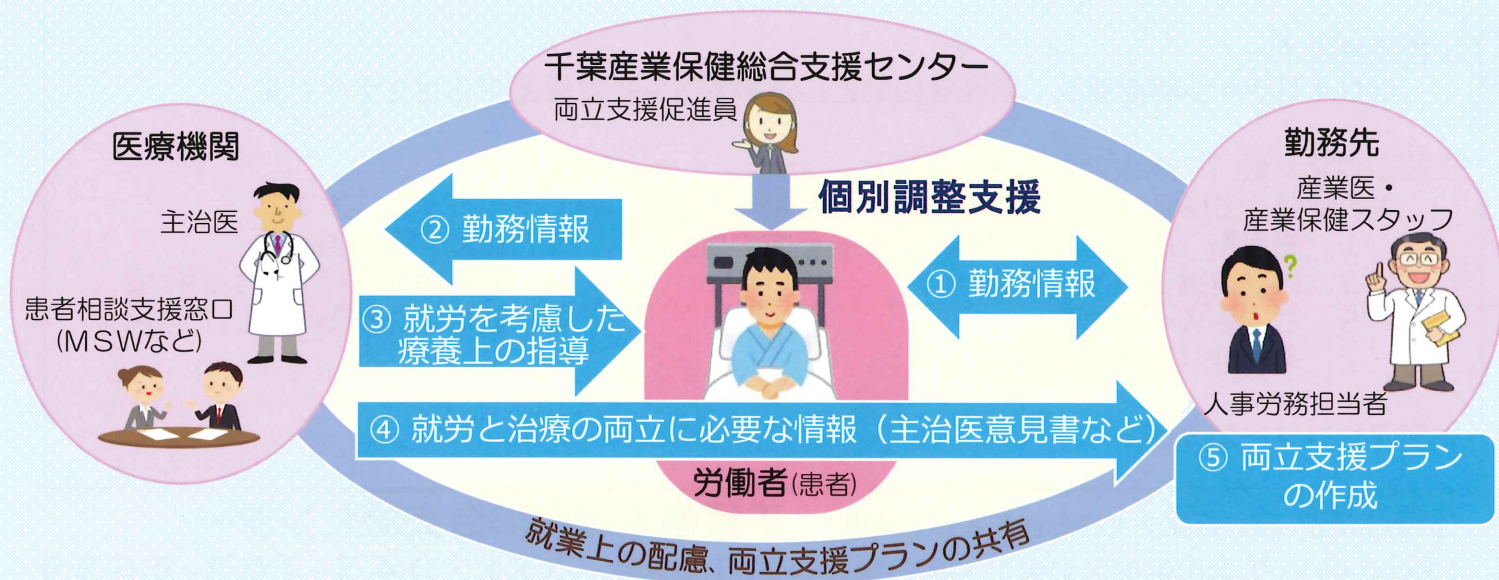 千葉産業保健総合支援センター
両立支援促進員
医療機関
主治医
患者相談支援窓口
(MSWなど)
勤務先
産業医・
産業保健スタッフ
?
人事労務担当者
個別調整支援
① 勤務情報
② 勤務情報
③ 就労を考慮した
療養上の指導
④ 就労と治療の両立に必要な情報（主治医意見書など）
⑤ 両立支援プラン
の作成
労働者(患者)
就業上の配慮、両立支援プランの共有